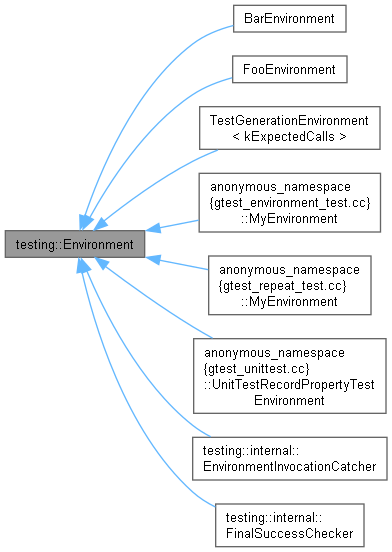 BarEnvironment
FooEnvironment
TestGenerationEnvironment
< kExpectedCalls >
anonymous_namespace
{gtest_environment_test.cc}
::MyEnvironment
testing::Environment
anonymous_namespace
{gtest_repeat_test.cc}
::MyEnvironment
anonymous_namespace
{gtest_unittest.cc}
::UnitTestRecordPropertyTest
Environment
testing::internal::
EnvironmentInvocationCatcher
testing::internal::
FinalSuccessChecker